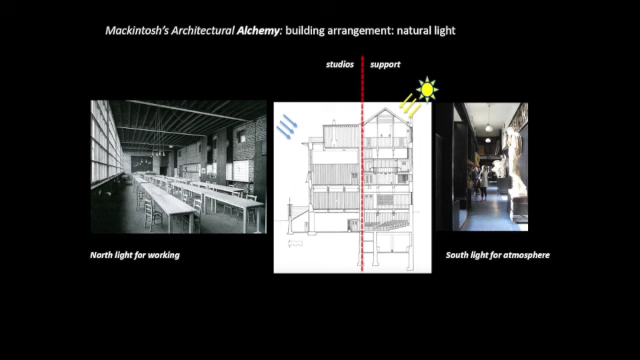 Mackintosh's Architectural Alchemy: building arrangement: natural light
studios support
North light for working
South light for atmosphere